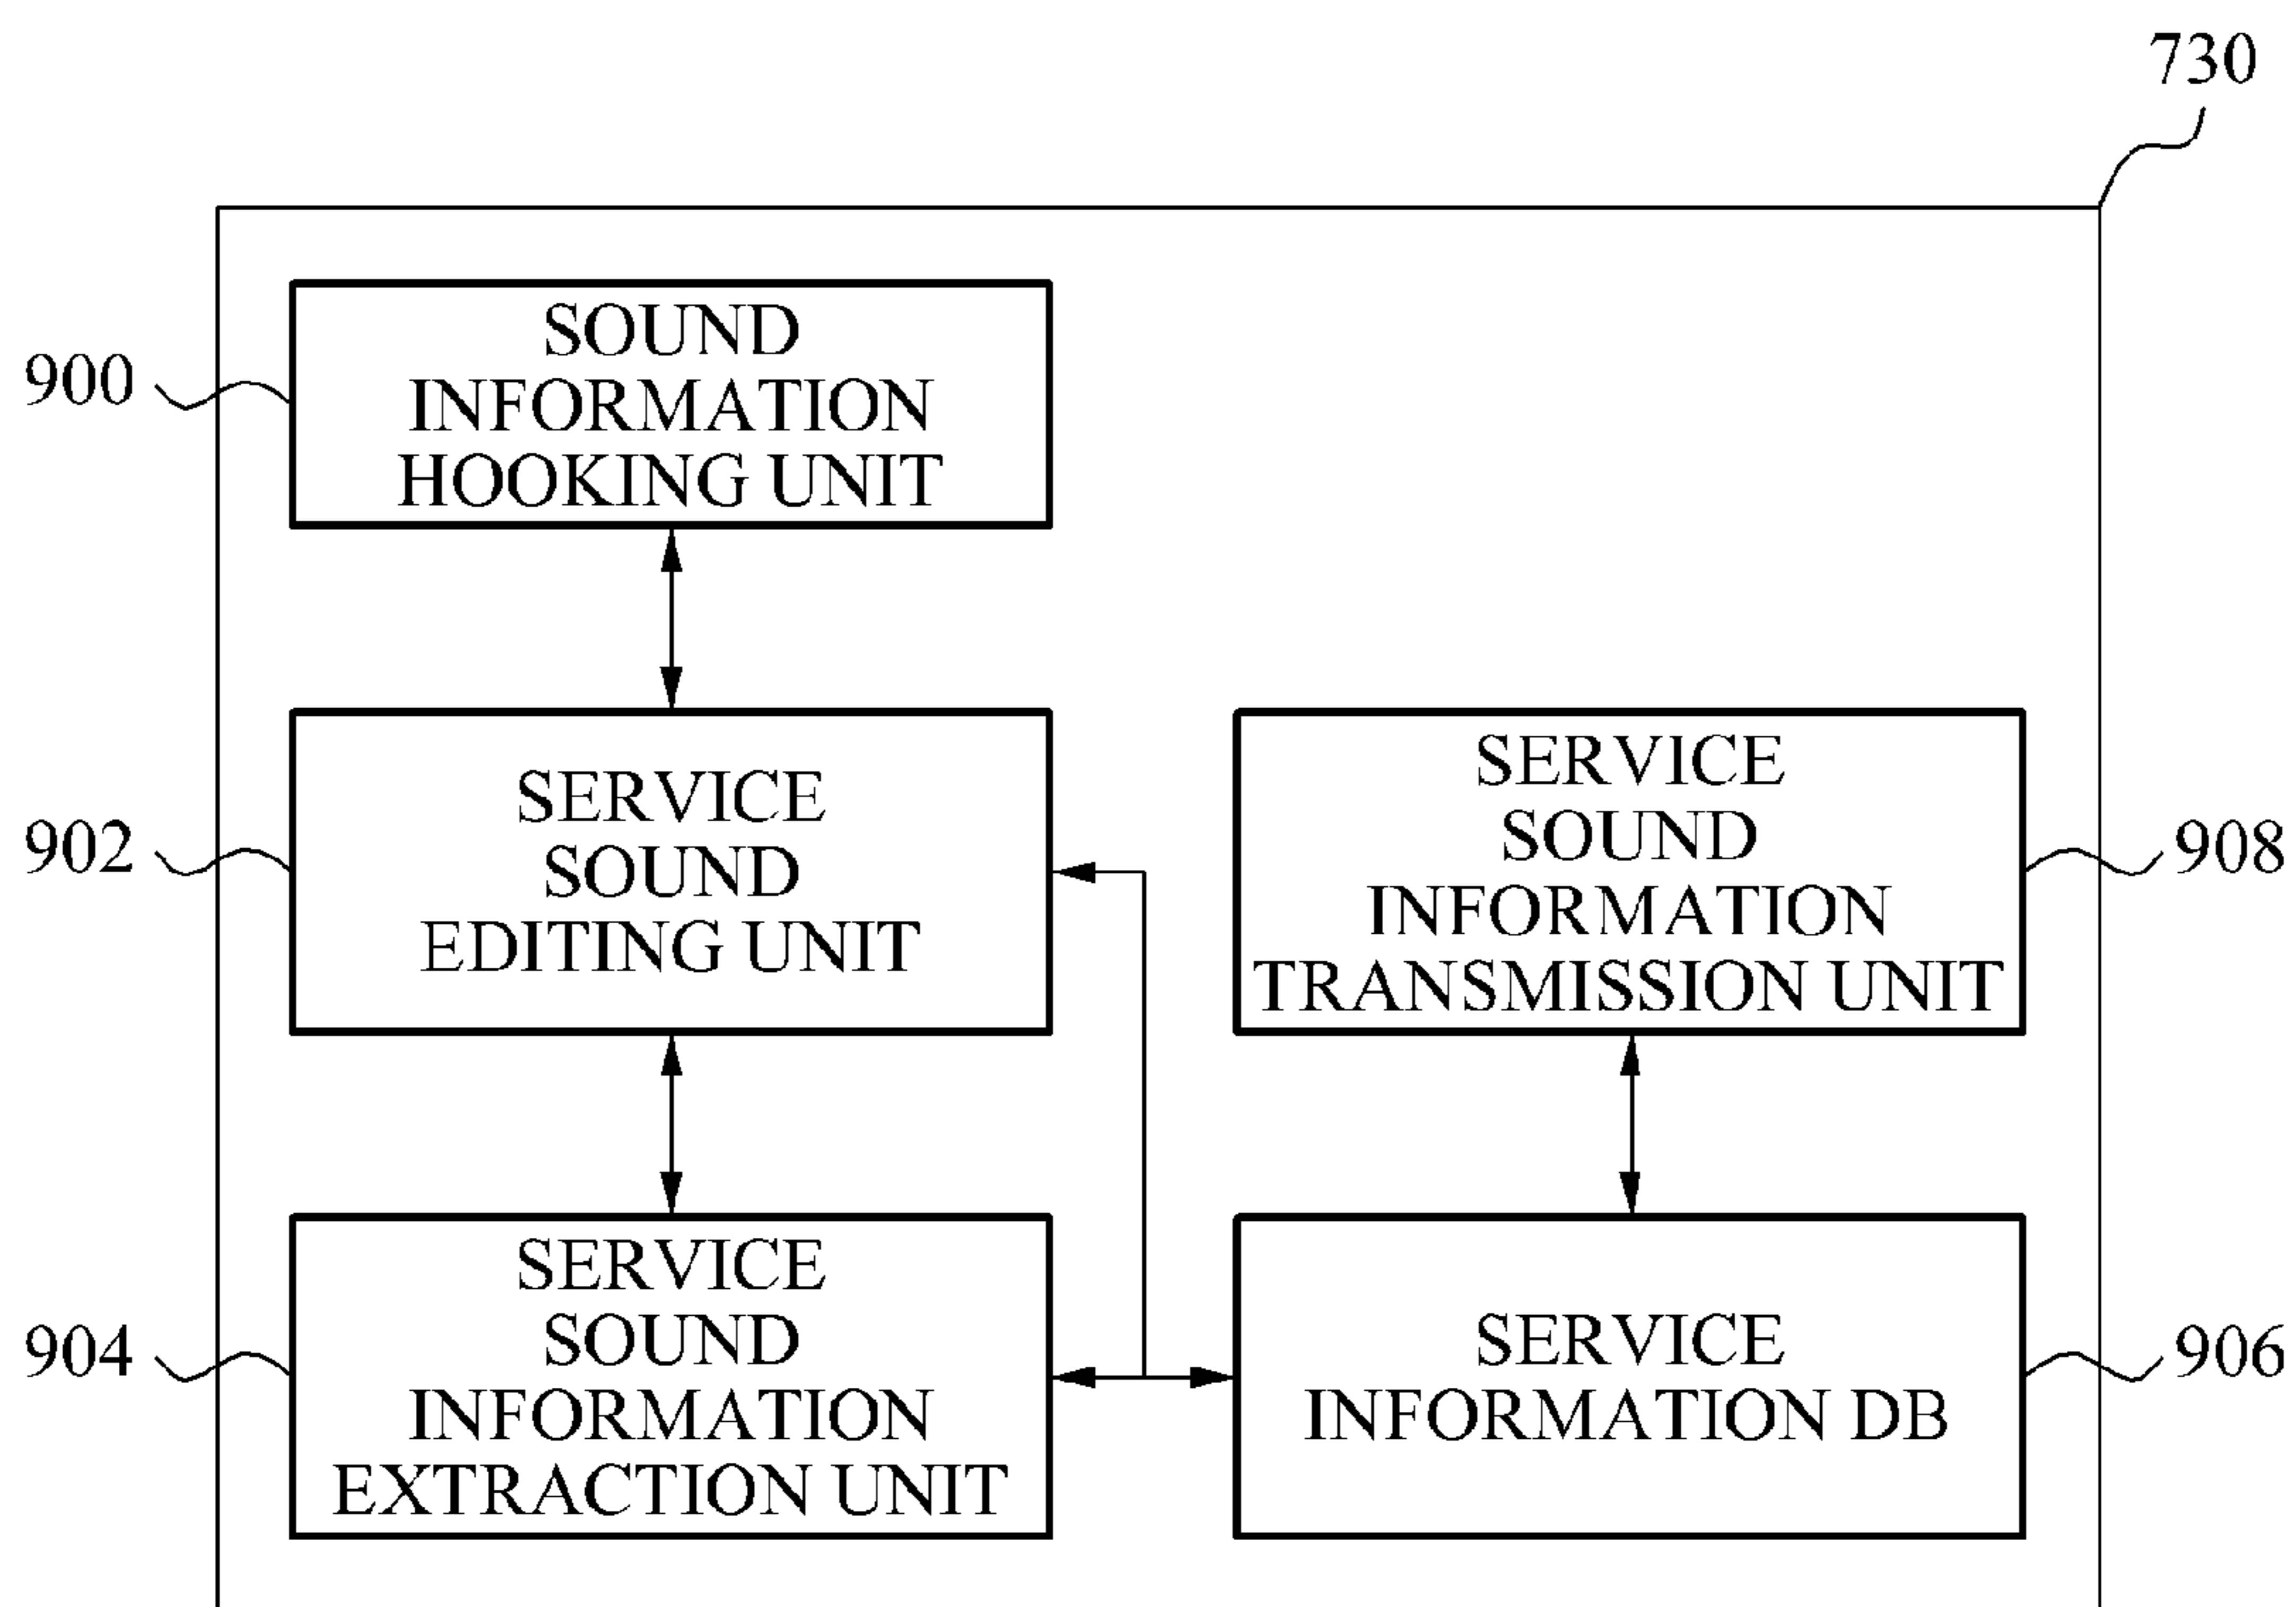 730
900
SOUND
INFORMATION
HOOKING UNIT
902
SERVICE
SOUND
EDITING UNIT
SERVICE
SOUND
INFORMATION
TRANSMISSION UNIT
908
904
SERVICE
SOUND
INFORMATION
EXTRACTION UNIT
SERVICE
INFORMATION DB
906